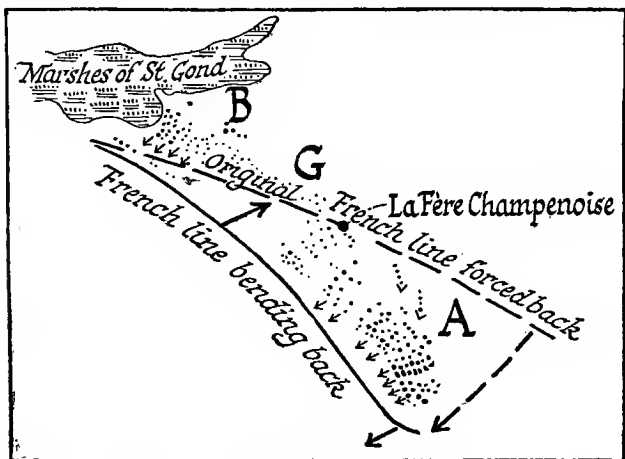 Marshes of St. Gond
B
G
Original French line forced back
La Fère Champenoise
French line bending back
A